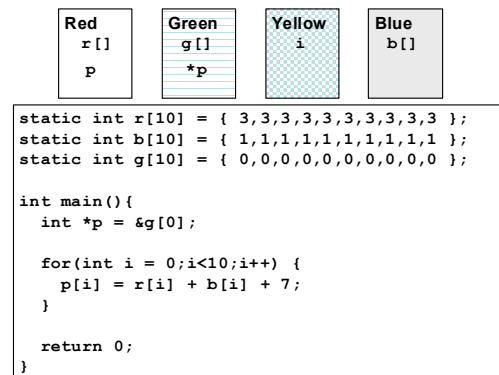 Red Green Yellow Blue
r[] g[] i b[]
p *p
static int r[10] = { 3,3,3,3,3,3,3,3,3,3 };
static int b[10] = { 1,1,1,1,1,1,1,1,1,1 };
static int g[10] = { 0,0,0,0,0,0,0,0,0,0 };
int main(){
int *p = &g[0];
for(int i = 0;i<10;i++) {
p[i] = r[i] + b[i] + 7;
}
return 0;
}